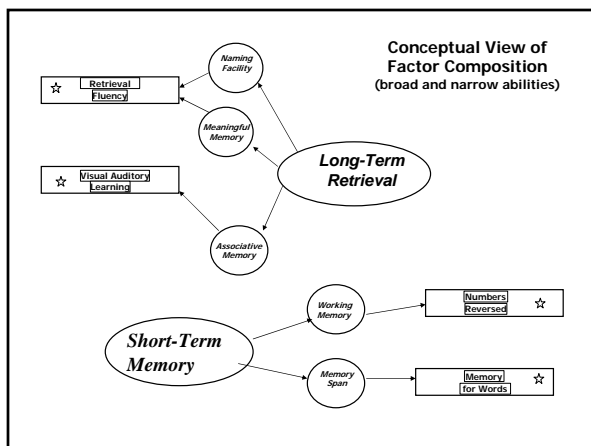 Conceptual View of
Factor Composition
(broad and narrow abilities)
Naming
Facility
Retrieval
Fluency
Meaningful
Memory
Long-Term
Retrieval
Visual Auditory
Learning
Associative
Memory
Working
Memory
Numbers
Reversed
Short-Term
Memory
Memory
Span
Memory
for Words